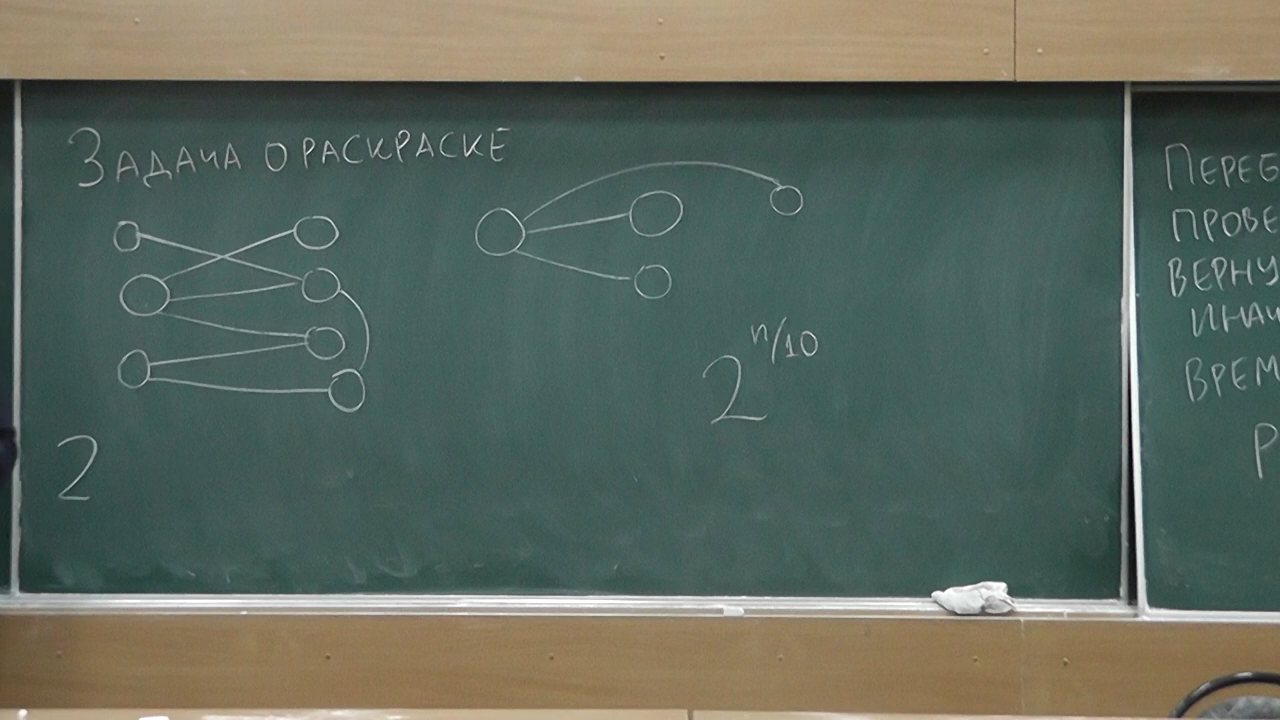 ЗАДАЧА О РАСКРАСКЕ
2^{n/10}
2
ПЕРЕБ
ПРОВЕ
ВЕРНУ
ИНАЧ
ВРЕМ
Р